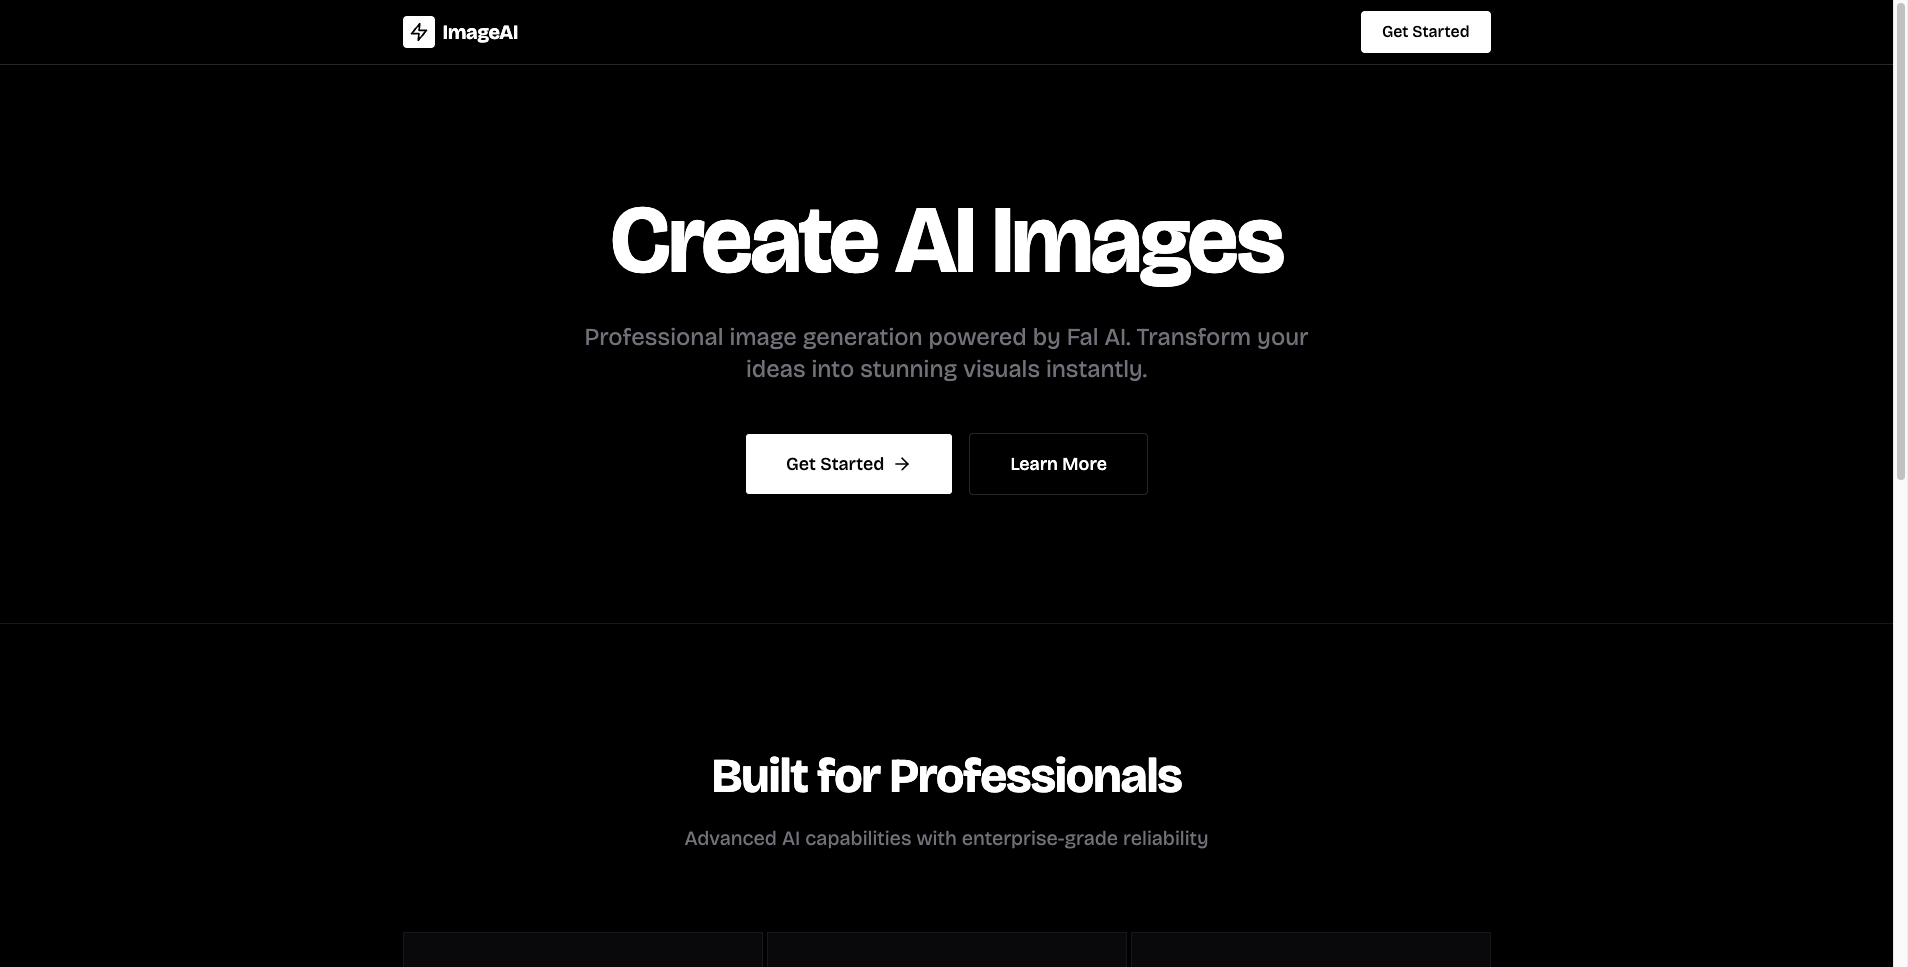 ImageAI
Get Started
Create AI Images
Professional image generation powered by Fal AI. Transform your
ideas into stunning visuals instantly.
Get Started
Learn More
Built for Professionals
Advanced AI capabilities with enterprise-grade reliability